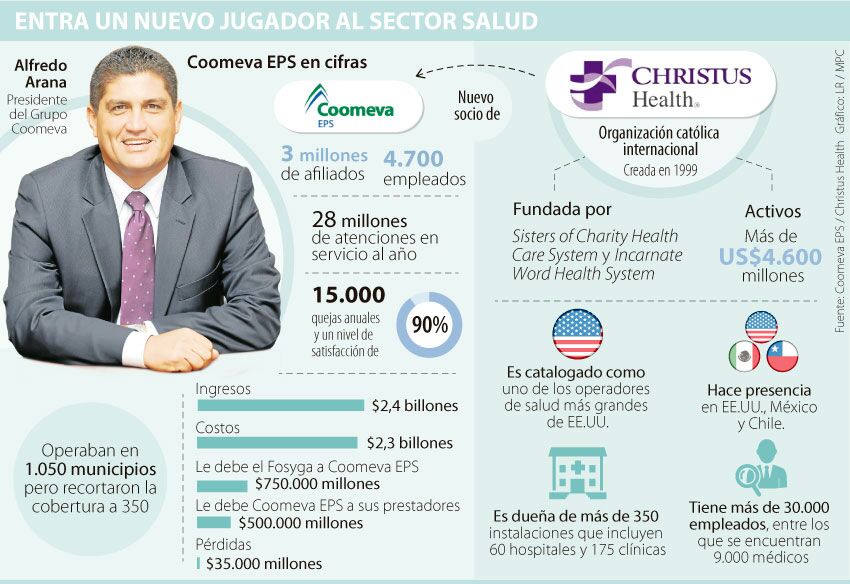 ENTRA UN NUEVO JUGADOR AL SECTOR SALUD
Alfredo
Arana
Presidente
del Grupo
Coomeva
Coomeva EPS en cifras
Coomeva
EPS
3 millones
de afiliados
4.700
empleados
28 millones
de atenciones en
servicio al año
15.000
quejas anuales
y un nivel de
satisfacción de
90%
Operaban en
1.050 municipios
pero recortaron la
cobertura a 350
Ingresos
$2,4 billones
Costos
$2,3 billones
Le debe el Fosyga a Coomeva EPS
$750.000 millones
Le debe Coomeva EPS a sus prestadores
$500.000 millones
Pérdidas
$35.000 millones
Nuevo
socio de
CHRISTUS
Health®
Organización católica
internacional
Creada en 1999
Fundada por
Sisters of Charity Health
Care System y Incarnate
Word Health System
Activos
Más de
US$4.600
millones
Es catalogado como
uno de los operadores
de salud más grandes
de EE.UU.
Hace presencia
en EE.UU., México
y Chile.
Es dueña de más de 350
instalaciones que incluyen
60 hospitales y 175 clínicas
Tiene más de 30.000
empleados, entre los
que se encuentran
9.000 médicos
Fuente: Coomeva EPS / Christus Health Gráfico: LR / MPC